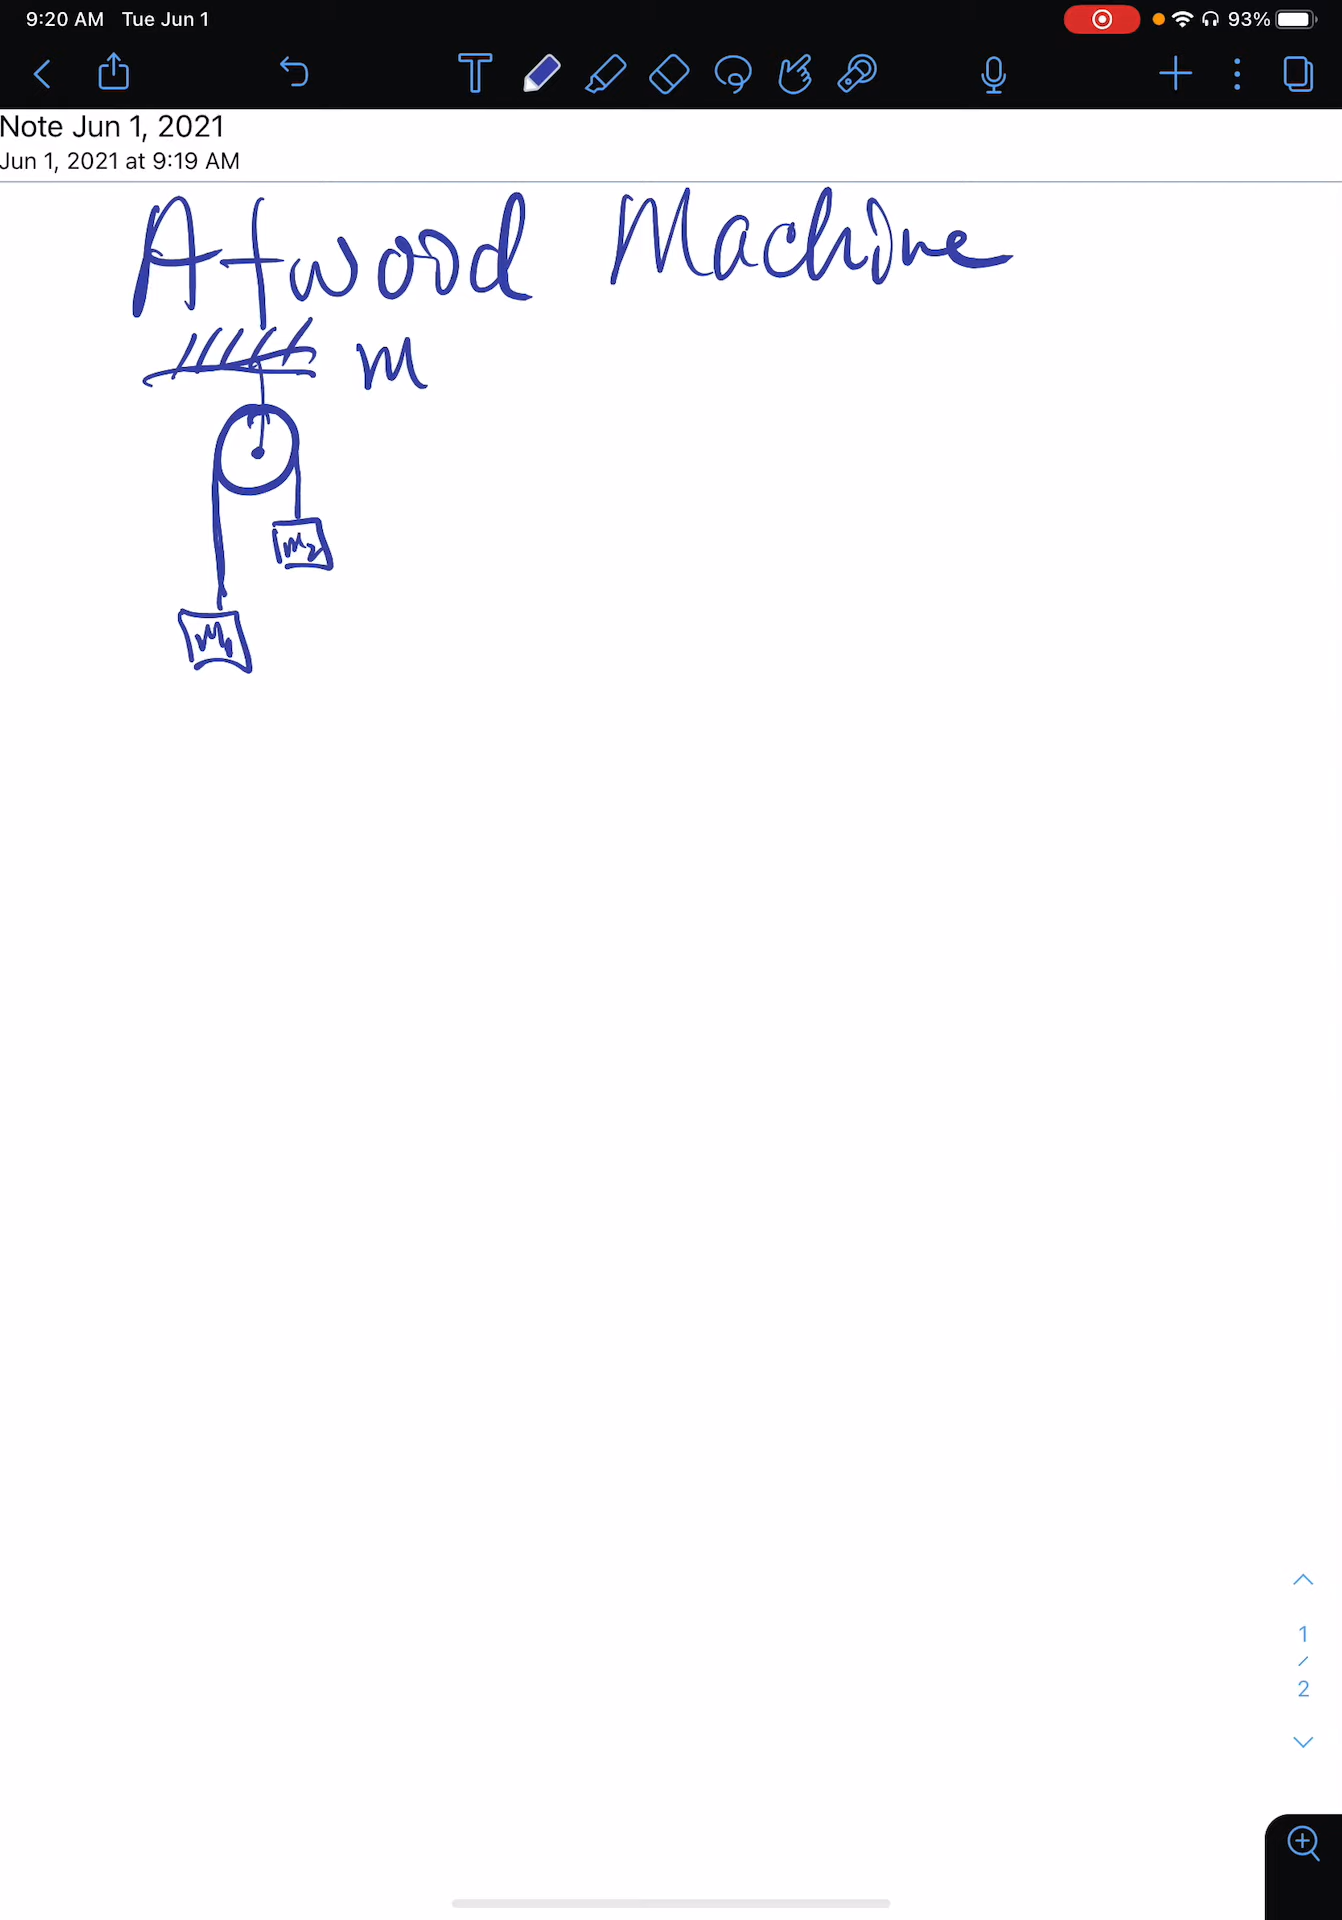 9:20 AM Tue Jun 1 93%
T
Note Jun 1, 2021
Jun 1, 2021 at 9:19 AM
Atwood Machine
m
m2
m1
1
/
2